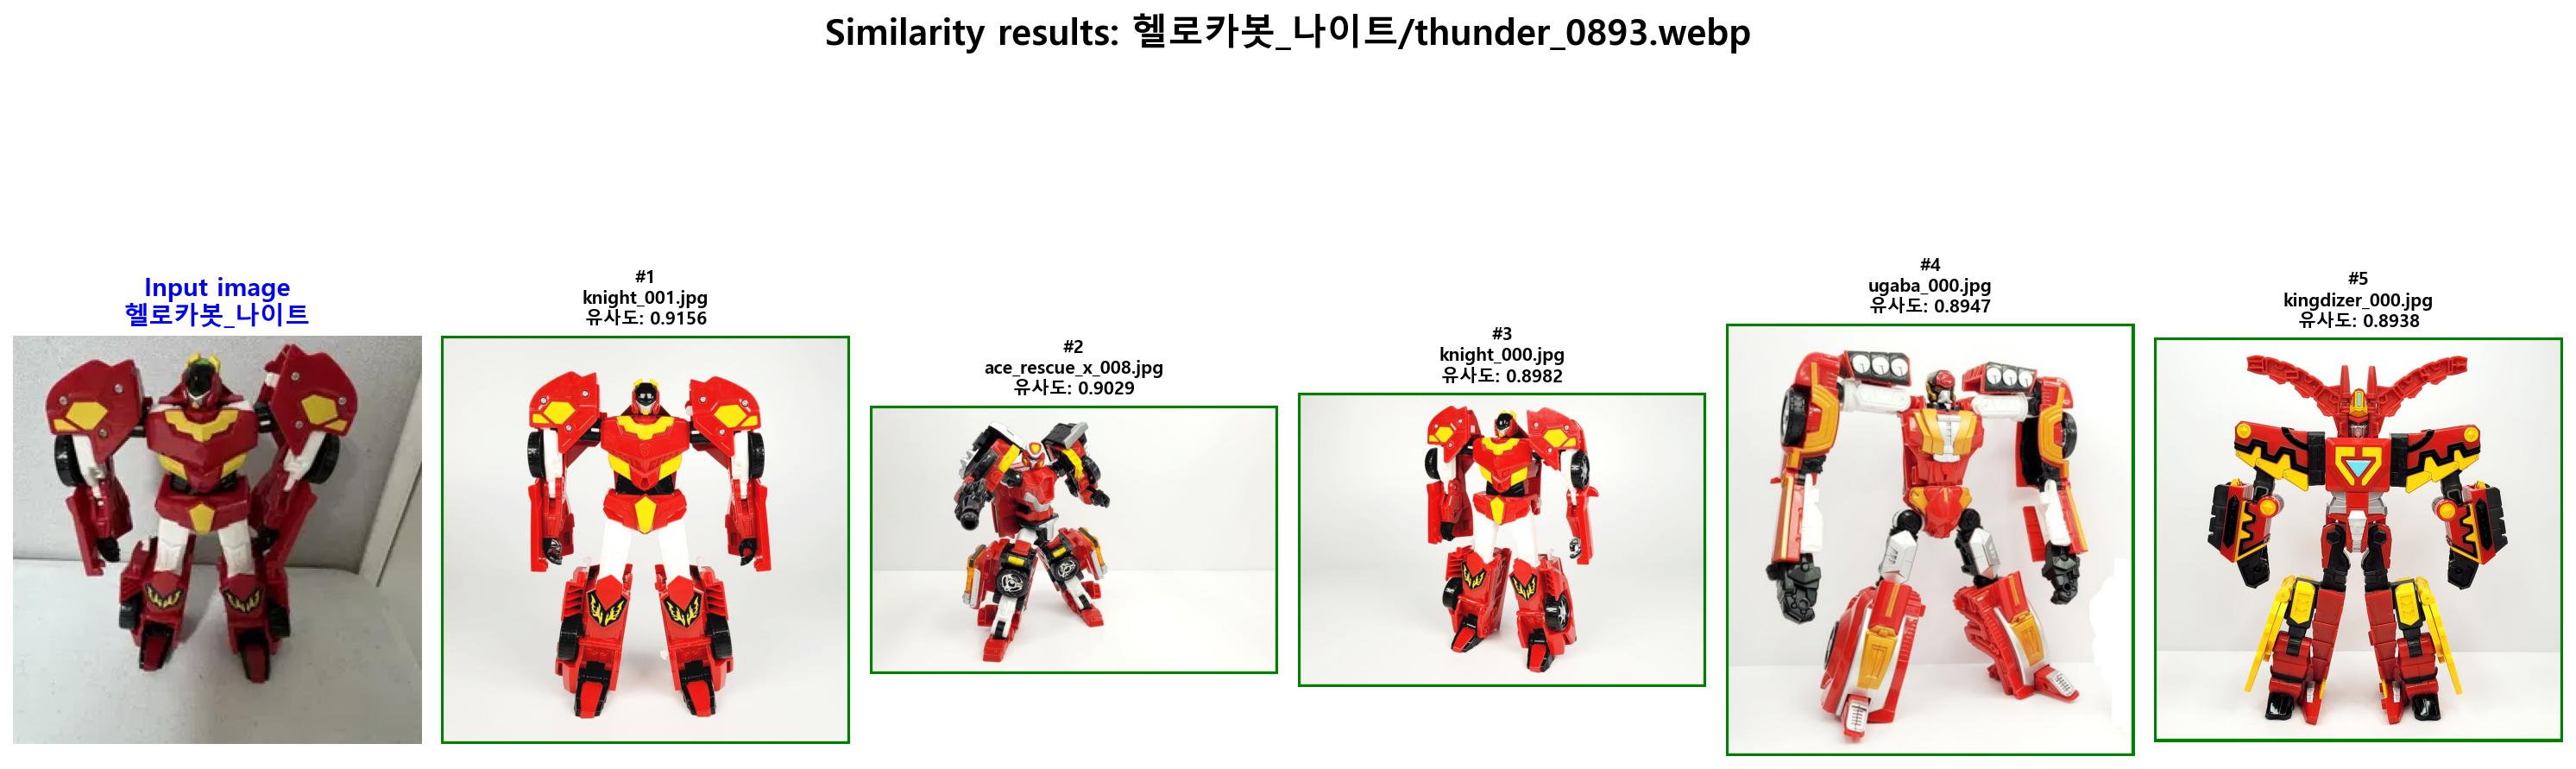 Similarity results: 헬로카봇_나이트/thunder_0893.webp
Input image
헬로카봇_나이트
#1
knight_001.jpg
유사도: 0.9156
#2
ace_rescue_x_008.jpg
유사도: 0.9029
#3
knight_000.jpg
유사도: 0.8982
#4
ugaba_000.jpg
유사도: 0.8947
#5
kingdizer_000.jpg
유사도: 0.8938